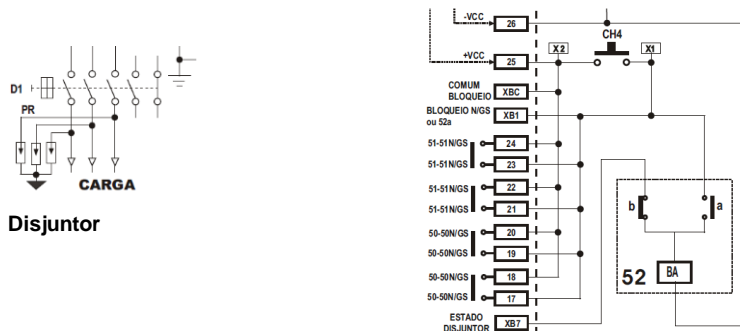 D1
PR
CARGA
Disjuntor
-VCC
26
CH4
+VCC
25
X2
X1
COMUM
BLOQUEIO
XBC
BLOQUEIO N/GS
ou 52a
XB1
51-51N/GS
24
51-51N/GS
23
51-51N/GS
22
51-51N/GS
21
50-50N/GS
20
50-50N/GS
19
50-50N/GS
18
50-50N/GS
17
ESTADO
DISJUNTOR
XB7
b
a
52
BA